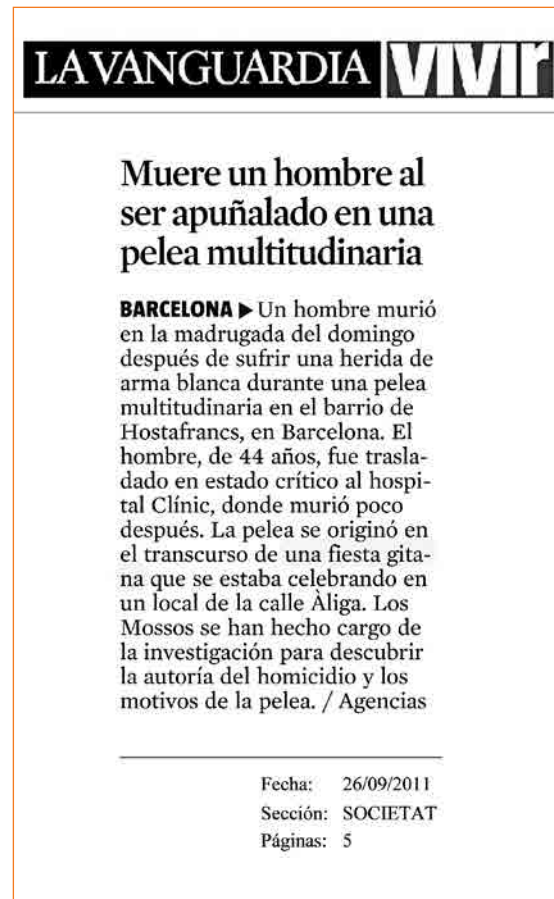 LA VANGUARDIA VIVIr
Muere un hombre al
ser apuñalado en una
pelea multitudinaria
BARCELONA ▶ Un hombre murió
en la madrugada del domingo
después de sufrir una herida de
arma blanca durante una pelea
multitudinaria en el barrio de
Hostafrancs, en Barcelona. El
hombre, de 44 años, fue trasla-
dado en estado crítico al hospi-
tal Clínic, donde murió poco
después. La pelea se originó en
el transcurso de una fiesta gita-
na que se estaba celebrando en
un local de la calle Àliga. Los
Mossos se han hecho cargo de
la investigación para descubrir
la autoría del homicidio y los
motivos de la pelea. / Agencias
Fecha: 26/09/2011
Sección: SOCIETAT
Páginas: 5